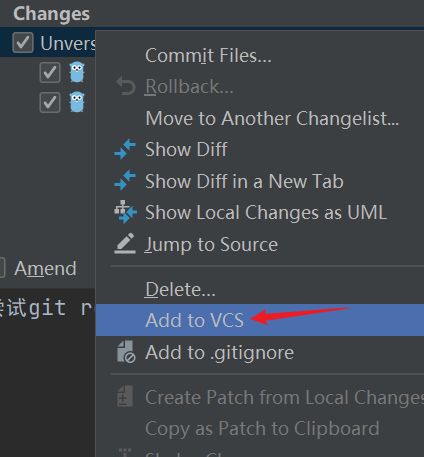 Changes
Unvers
Commit Files...
Rollback...
Move to Another Changelist...
Show Diff
Show Diff in a New Tab
Show Local Changes as UML
Jump to Source
Amend
Delete...
尝试git r
Add to VCS
Add to .gitignore
Create Patch from Local Changes
Copy as Patch to Clipboard